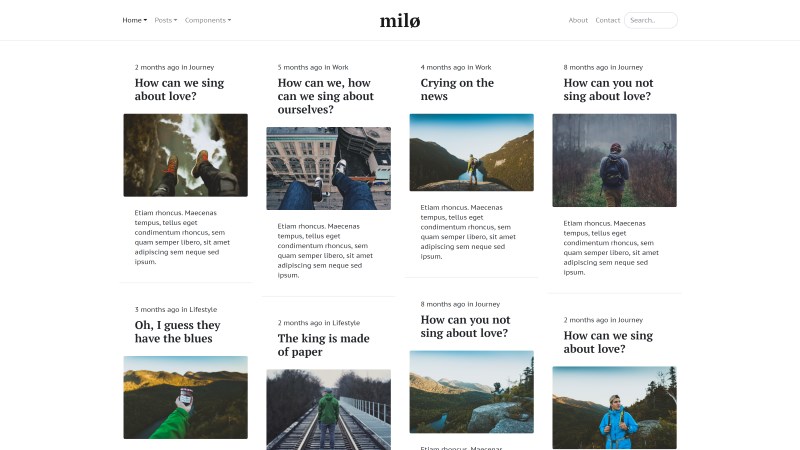 Home Posts Components milø About Contact Search..
2 months ago in Journey
How can we sing
about love?
Etiam rhoncus. Maecenas
tempus, tellus eget
condimentum rhoncus, sem
quam semper libero, sit amet
adipiscing sem neque sed
ipsum.
3 months ago in Lifestyle
Oh, I guess they
have the blues
5 months ago in Work
How can we, how
can we sing about
ourselves?
Etiam rhoncus. Maecenas
tempus, tellus eget
condimentum rhoncus, sem
quam semper libero, sit amet
adipiscing sem neque sed
ipsum.
2 months ago in Lifestyle
The king is made
of paper
4 months ago in Work
Crying on the
news
Etiam rhoncus. Maecenas
tempus, tellus eget
condimentum rhoncus, sem
quam semper libero, sit amet
adipiscing sem neque sed
ipsum.
8 months ago in Journey
How can you not
sing about love?
Etiam rhoncus. Maecenas
8 months ago in Journey
How can you not
sing about love?
Etiam rhoncus. Maecenas
tempus, tellus eget
condimentum rhoncus, sem
quam semper libero, sit amet
adipiscing sem neque sed
ipsum.
2 months ago in Journey
How can we sing
about love?